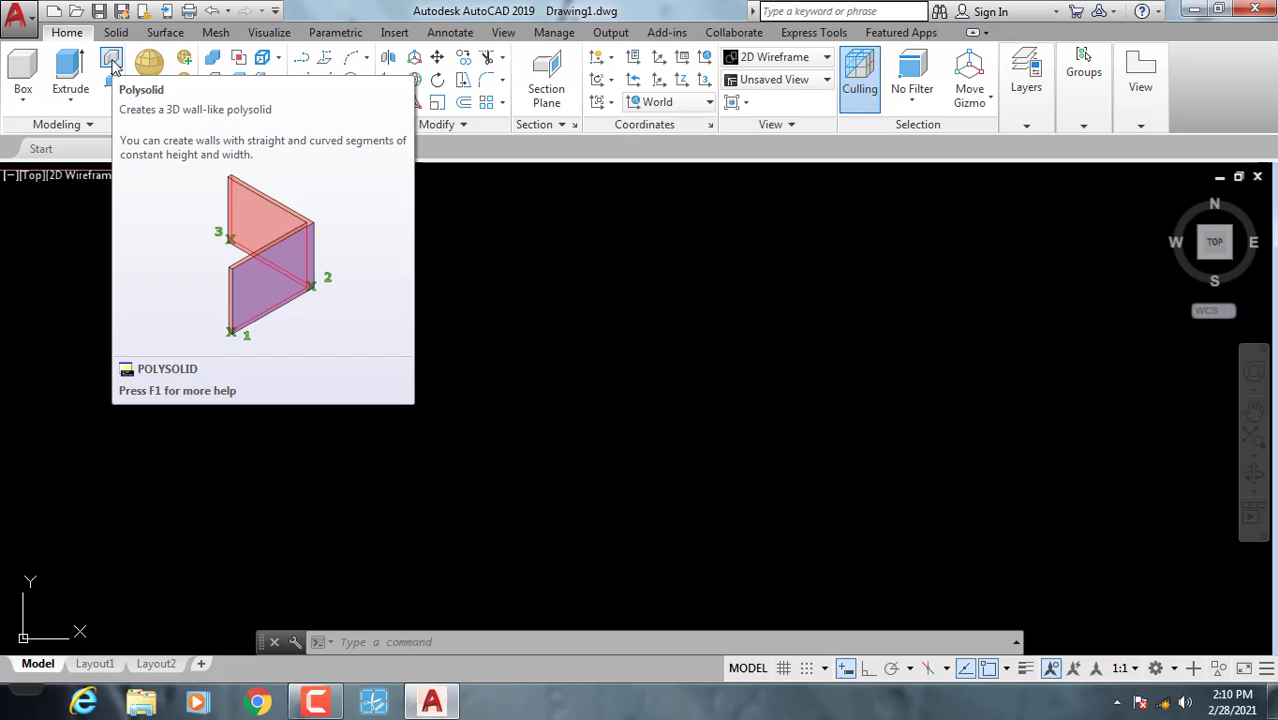 Autodesk AutoCAD 2019 Drawing1.dwg
Type a keyword or phrase
Sign In
Home Solid Surface Mesh Visualize Parametric Insert Annotate View Manage Output Add-ins Collaborate Express Tools Featured Apps
Box
Extrude
Modeling
Modify
Section Plane
Section
World
Coordinates
2D Wireframe
Unsaved View
View
Culling
No Filter
Move Gizmo
Selection
Layers
Groups
View
Start
Polysolid
Creates a 3D wall-like polysolid
You can create walls with straight and curved segments of
constant height and width.
3
2
1
POLYSOLID
Press F1 for more help
[−][Top][2D Wirefram
N
W TOP E
S
WCS
Y
X
Type a command
Model Layout1 Layout2
MODEL
1:1
2:10 PM
2/28/2021